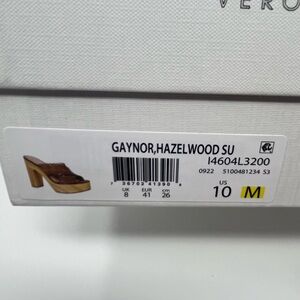 VERO
GAYNOR,HAZELWOOD SU
I4604L3200
0922 5100481234 S3
UK EUR CM US
8 41 26 10 M